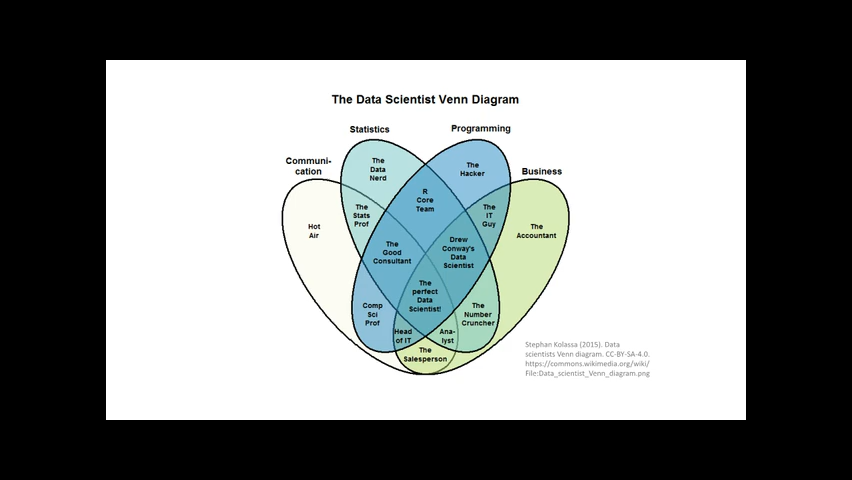 The Data Scientist Venn Diagram
Statistics
Programming
Communi-
cation
Business
The
Data
Nerd
The
Hacker
R
Core
Team
The
Stats
Prof
The
IT
Guy
Hot
Air
The
Accountant
The
Good
Consultant
Drew
Conway's
Data
Scientist
The
perfect
Data
Scientist!
Comp
Sci
Prof
The
Number
Cruncher
Head
of IT
Ana-
lyst
The
Salesperson
Stephan Kolassa (2015). Data
scientists Venn diagram. CC-BY-SA-4.0.
https://commons.wikimedia.org/wiki/
File:Data_scientist_Venn_diagram.png